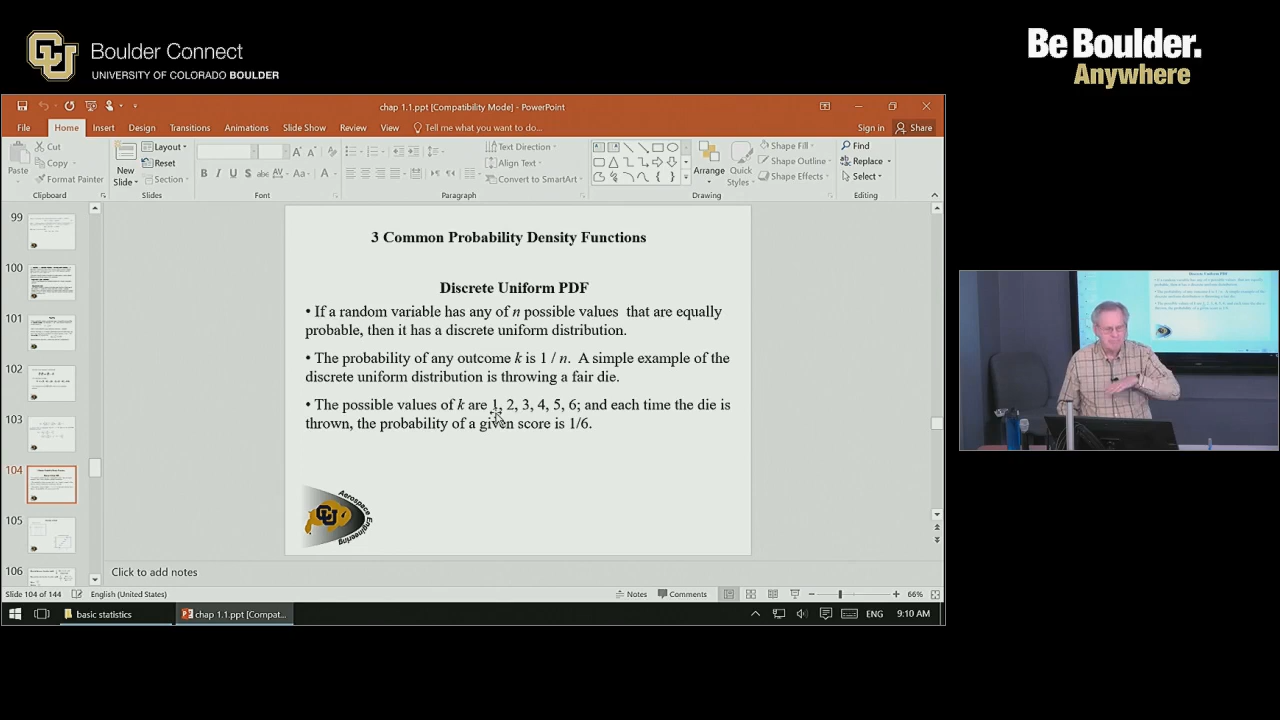 CU
Boulder Connect
UNIVERSITY OF COLORADO BOULDER
Be Boulder.
Anywhere
chap 1.1.ppt [Compatibility Mode] - PowerPoint
File Home Insert Design Transitions Animations Slide Show Review View Tell me what you want to do... Sign in Share
Paste
Cut
Copy
Format Painter
Clipboard
New
Slide
Layout
Reset
Section
Slides
B I U S abc AV Aa A
Font
Text Direction
Align Text
Convert to SmartArt
Paragraph
Arrange
Quick
Styles
Shape Fill
Shape Outline
Shape Effects
Drawing
Find
Replace
Select
Editing
99
100
101
102
103
104
105
106
3 Common Probability Density Functions
Discrete Uniform PDF
• If a random variable has any of n possible values that are equally
probable, then it has a discrete uniform distribution.
• The probability of any outcome k is 1 / n. A simple example of the
discrete uniform distribution is throwing a fair die.
• The possible values of k are 1, 2, 3, 4, 5, 6; and each time the die is
thrown, the probability of a given score is 1/6.
CU
Aerospace Engineering
Click to add notes
Slide 104 of 144 English (United States) Notes Comments 66%
basic statistics chap 1.1.ppt [Compat... ENG 9:10 AM
Discrete Uniform PDF